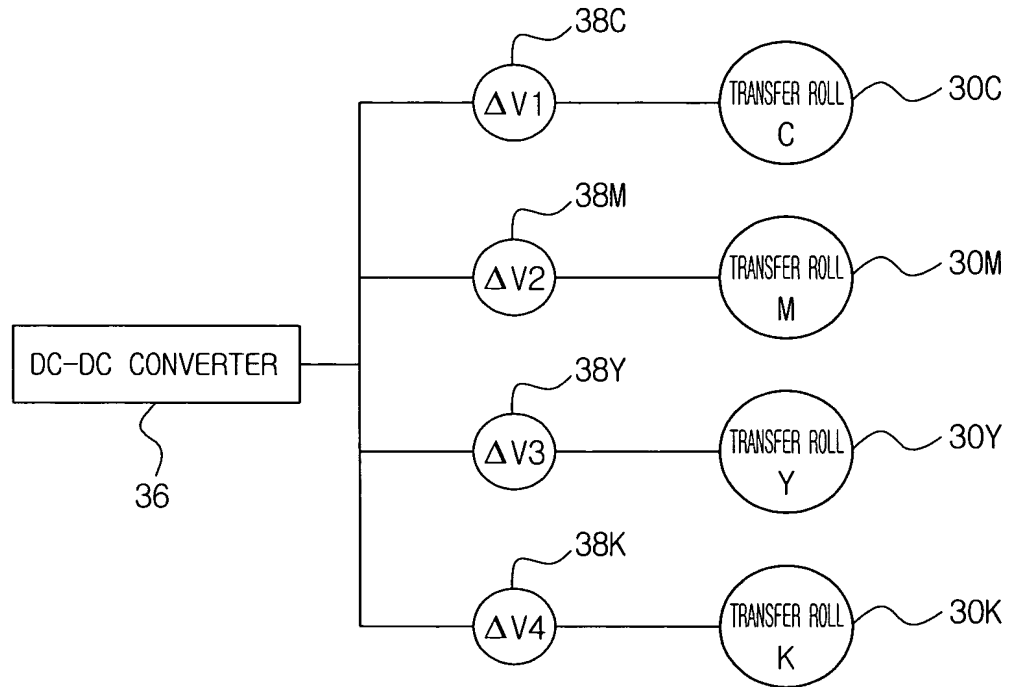 38C
ΔV1
TRANSFER ROLL
C
30C
38M
ΔV2
TRANSFER ROLL
M
30M
DC-DC CONVERTER
36
38Y
ΔV3
TRANSFER ROLL
Y
30Y
38K
ΔV4
TRANSFER ROLL
K
30K